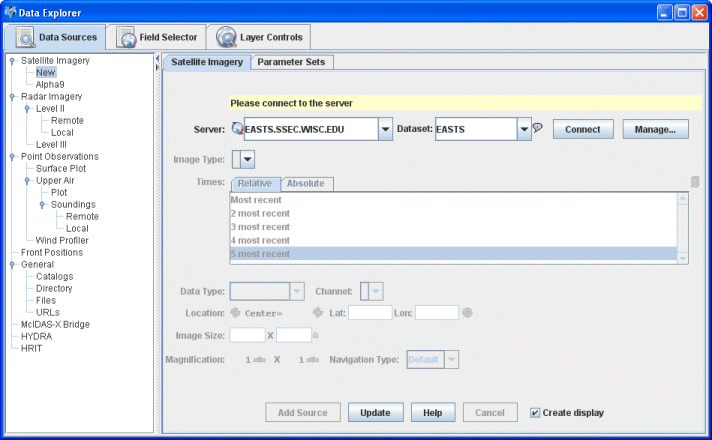 Data Explorer
Data Sources
Field Selector
Layer Controls
Satellite Imagery
New
Alpha9
Radar Imagery
Level II
Remote
Local
Level III
Point Observations
Surface Plot
Upper Air
Plot
Soundings
Remote
Local
Wind Profiler
Front Positions
General
Catalogs
Directory
Files
URLs
McIDAS-X Bridge
HYDRA
HRIT
Satellite Imagery Parameter Sets
Please connect to the server
Server: EASTS.SSEC.WISC.EDU Dataset: EASTS Connect Manage...
Image Type:
Times: Relative Absolute
Most recent
2 most recent
3 most recent
4 most recent
5 most recent
Data Type: Channel:
Location: Center= Lat: Lon:
Image Size: X
Magnification: 1 X 1 Navigation Type: Default
Add Source Update Help Cancel Create display